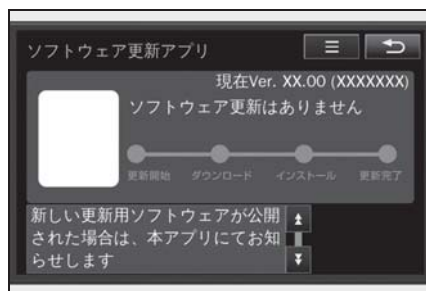 ソフトウェア更新アプリ
現在Ver. XX.00 (XXXXXXX)
ソフトウェア更新はありません
更新開始 ダウンロード インストール 更新完了
新しい更新用ソフトウェアが公開
された場合は、本アプリにてお知
らせします